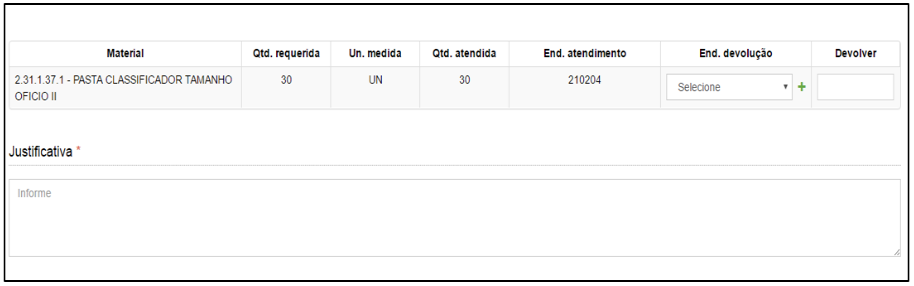 Material Qtd. requerida Un. medida Qtd. atendida End. atendimento End. devolução Devolver
2.31.1.37.1 - PASTA CLASSIFICADOR TAMANHO 30 UN 30 210204 Selecione
OFICIO II
Justificativa *
Informe